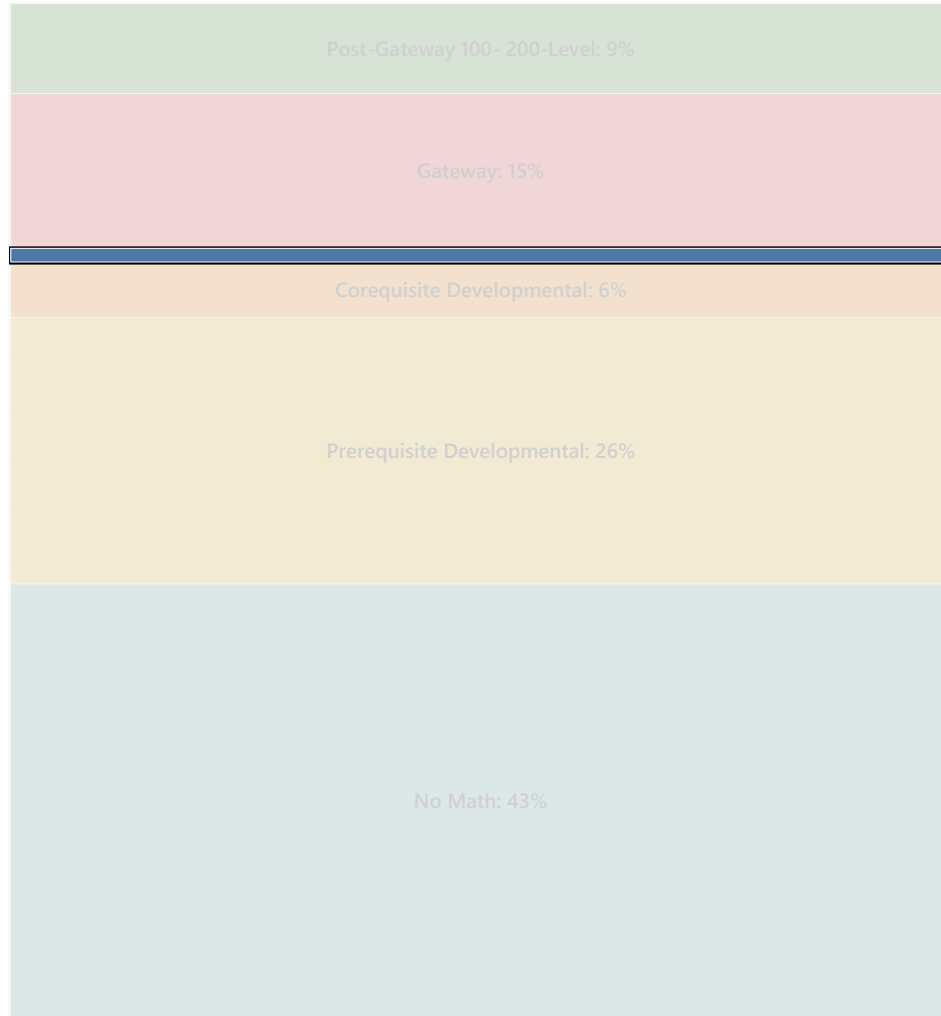 Post-Gateway 100- 200-Level: 9%
Gateway: 15%
Corequisite Developmental: 6%
Prerequisite Developmental: 26%
No Math: 43%